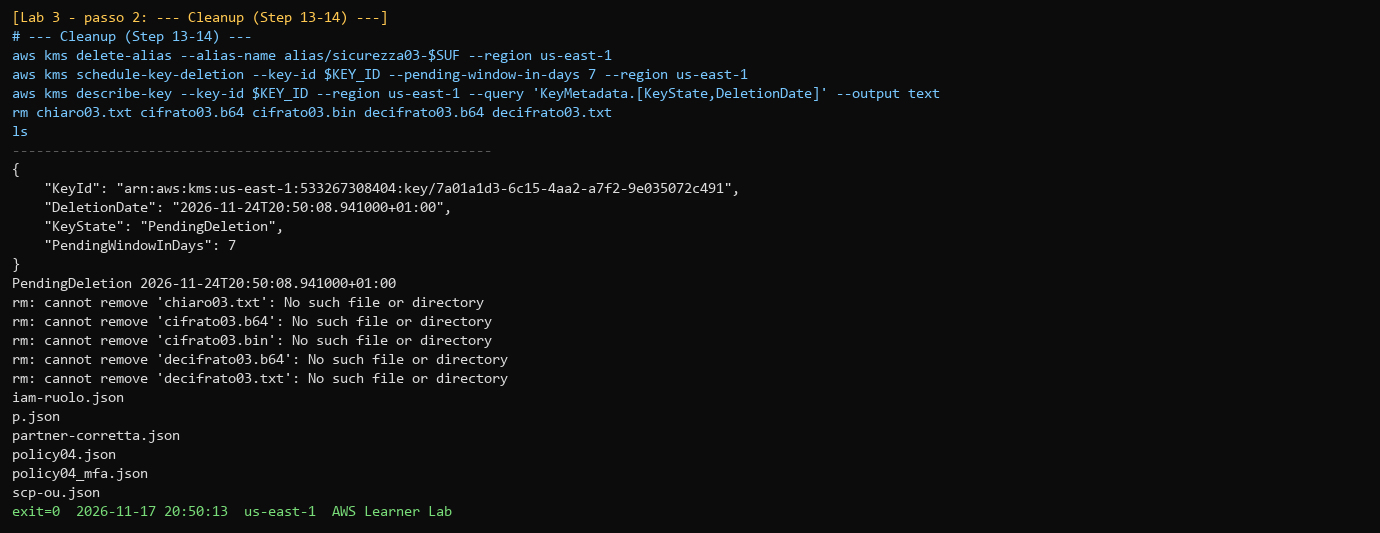 [Lab 3 - passo 2: --- Cleanup (Step 13-14) ---]
# --- Cleanup (Step 13-14) ---
aws kms delete-alias --alias-name alias/sicurezza03-$SUF --region us-east-1
aws kms schedule-key-deletion --key-id $KEY_ID --pending-window-in-days 7 --region us-east-1
aws kms describe-key --key-id $KEY_ID --region us-east-1 --query 'KeyMetadata.[KeyState,DeletionDate]' --output text
rm chiaro03.txt cifrato03.b64 cifrato03.bin decifrato03.b64 decifrato03.txt
ls
------------------------------------------------------------
{
    "KeyId": "arn:aws:kms:us-east-1:533267308404:key/7a01a1d3-6c15-4aa2-a7f2-9e035072c491",
    "DeletionDate": "2026-11-24T20:50:08.941000+01:00",
    "KeyState": "PendingDeletion",
    "PendingWindowInDays": 7
}
PendingDeletion 2026-11-24T20:50:08.941000+01:00
rm: cannot remove 'chiaro03.txt': No such file or directory
rm: cannot remove 'cifrato03.b64': No such file or directory
rm: cannot remove 'cifrato03.bin': No such file or directory
rm: cannot remove 'decifrato03.b64': No such file or directory
rm: cannot remove 'decifrato03.txt': No such file or directory
iam-ruolo.json
p.json
partner-corretta.json
policy04.json
policy04_mfa.json
scp-ou.json
exit=0  2026-11-17 20:50:13  us-east-1  AWS Learner Lab